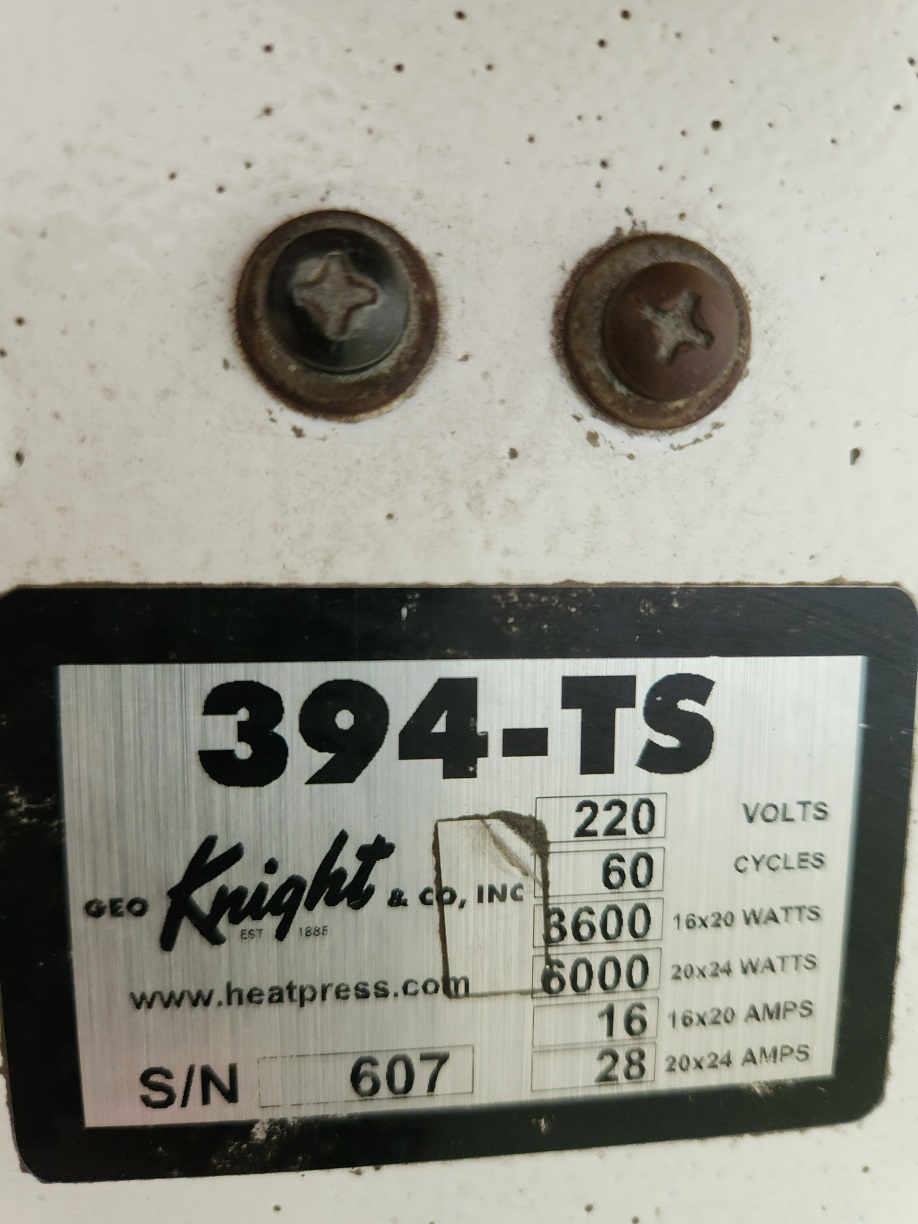 394-TS
220 VOLTS
60 CYCLES
GEO Knight & CO, INC
EST 1885
3600 16x20 WATTS
www.heatpress.com
6000 20x24 WATTS
16 16x20 AMPS
28 20x24 AMPS
S/N 607